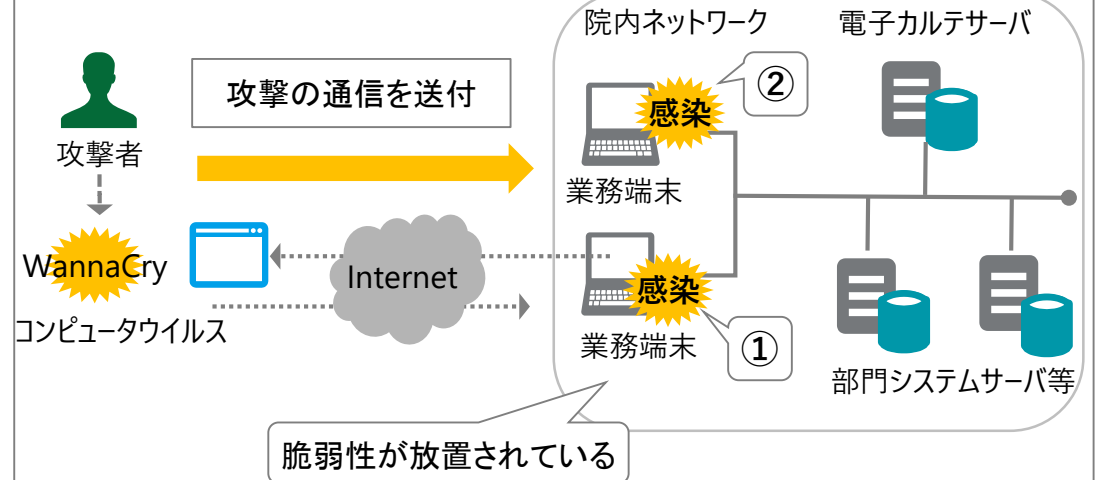 院内ネットワーク
電子カルテサーバ
攻撃の通信を送付
感染
②
攻撃者
業務端末
WannaCry
Internet
感染
コンピュータウイルス
業務端末
①
部門システムサーバ等
脆弱性が放置されている